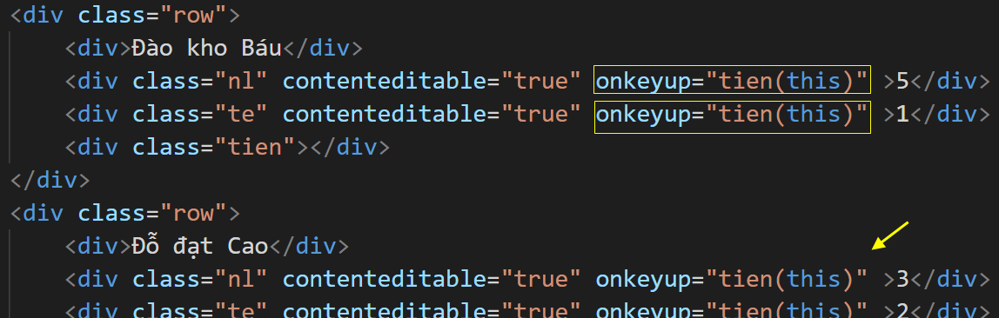 <div class="row">
<div>Đào kho Báu</div>
<div class="nl" contenteditable="true" onkeyup="tien(this)" >5</div>
<div class="te" contenteditable="true" onkeyup="tien(this)" >1</div>
<div class="tien"></div>
</div>
<div class="row">
<div>Đỗ đạt Cao</div>
<div class="nl" contenteditable="true" onkeyup="tien(this)" >3</div>
<div class="te" contenteditable="true" onkeyup="tien(this)" >2</div>